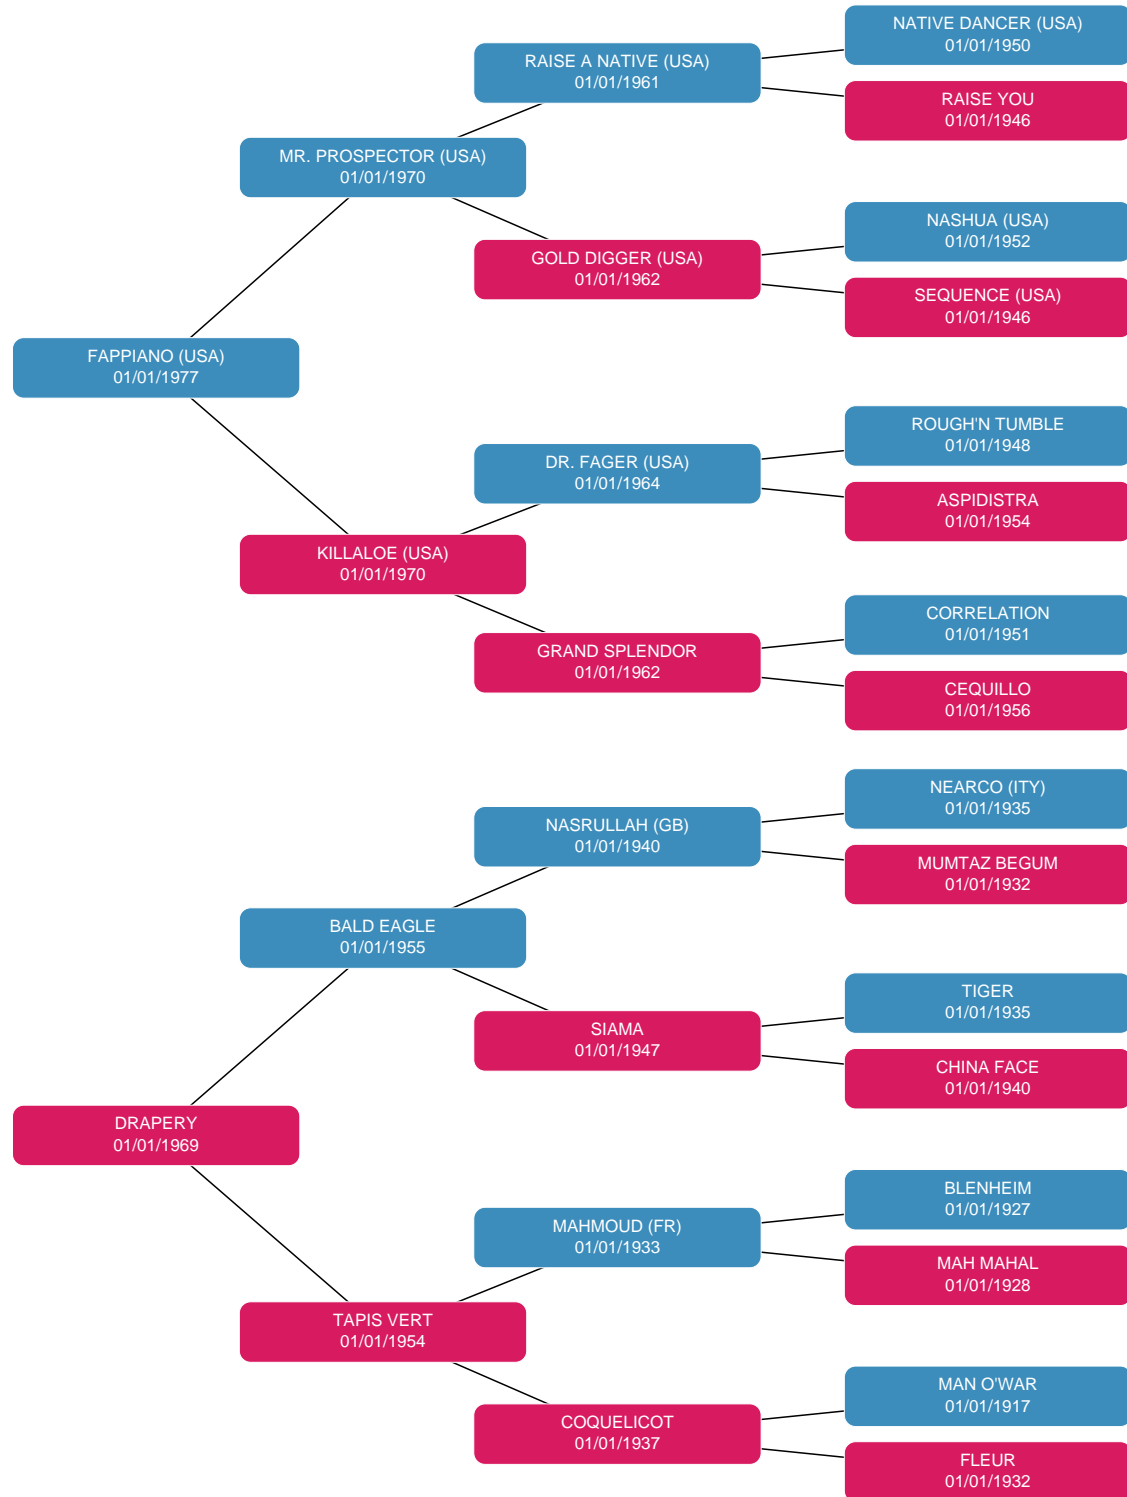 NATIVE DANCER (USA)
01/01/1950
RAISE A NATIVE (USA)
01/01/1961
RAISE YOU
01/01/1946
MR. PROSPECTOR (USA)
01/01/1970
NASHUA (USA)
01/01/1952
GOLD DIGGER (USA)
01/01/1962
SEQUENCE (USA)
01/01/1946
FAPPIANO (USA)
01/01/1977
ROUGH'N TUMBLE
01/01/1948
DR. FAGER (USA)
01/01/1964
ASPIDISTRA
01/01/1954
KILLALOE (USA)
01/01/1970
CORRELATION
01/01/1951
GRAND SPLENDOR
01/01/1962
CEQUILLO
01/01/1956
NEARCO (ITY)
01/01/1935
NASRULLAH (GB)
01/01/1940
MUMTAZ BEGUM
01/01/1932
BALD EAGLE
01/01/1955
TIGER
01/01/1935
SIAMA
01/01/1947
CHINA FACE
01/01/1940
DRAPERY
01/01/1969
BLENHEIM
01/01/1927
MAHMOUD (FR)
01/01/1933
MAH MAHAL
01/01/1928
TAPIS VERT
01/01/1954
MAN O'WAR
01/01/1917
COQUELICOT
01/01/1937
FLEUR
01/01/1932